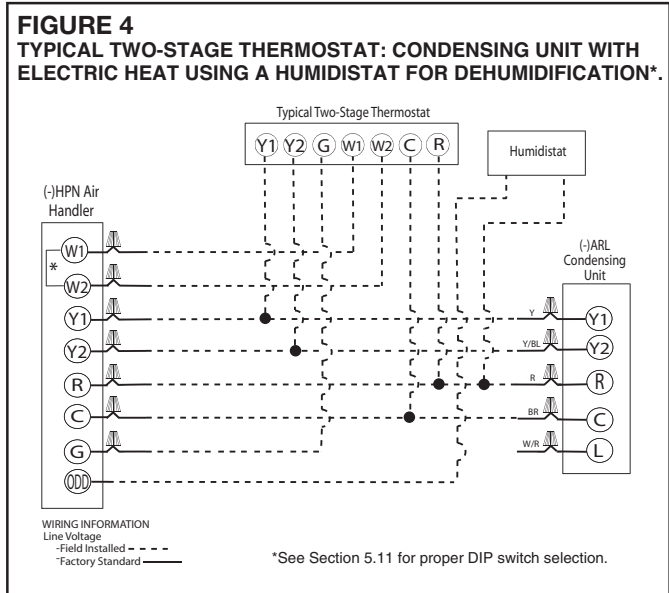 FIGURE 4
TYPICAL TWO-STAGE THERMOSTAT: CONDENSING UNIT WITH
ELECTRIC HEAT USING A HUMIDISTAT FOR DEHUMIDIFICATION*.
Typical Two-Stage Thermostat
Y1 Y2 G W1 W2 C R
Humidistat
(-)HPN Air
Handler
(-)ARL
Condensing
Unit
W1
*
W2
Y1
Y Y1
Y2
Y/BL Y2
R
R R
C
BR C
G
W/R L
ODD
WIRING INFORMATION
Line Voltage
-Field Installed
-Factory Standard
*See Section 5.11 for proper DIP switch selection.